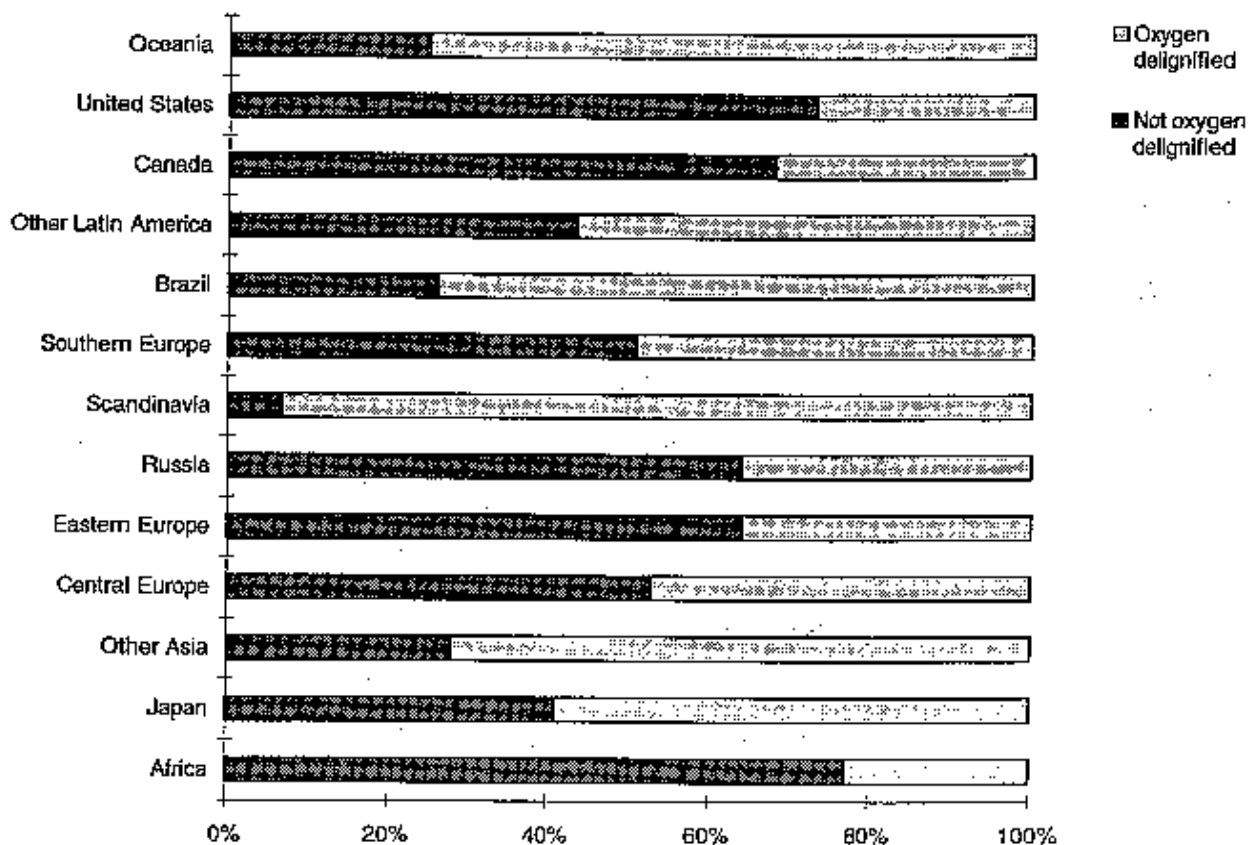 Oceania
United States
Canada
Other Latin America
Brazil
Southern Europe
Scandinavia
Russia
Eastern Europe
Central Europe
Other Asia
Japan
Africa
0% 20% 40% 60% 80% 100%
Oxygen
delignified
Not oxygen
delignified